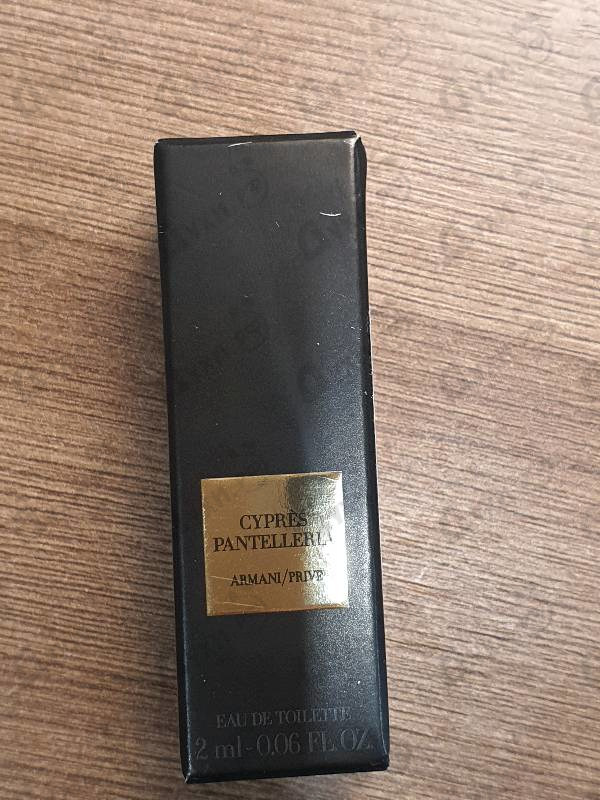 CYPRÈS
PANTELLERIA
ARMANI/PRIVÉ
EAU DE TOILETTE
2 ml - 0.06 FL OZ.